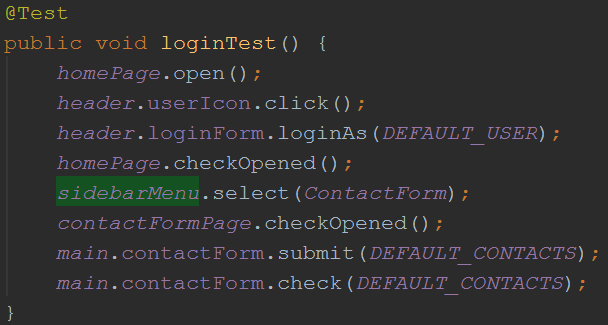 @Test
public void loginTest() {
    homePage.open();
    header.userIcon.click();
    header.loginForm.loginAs(DEFAULT_USER);
    homePage.checkOpened();
    sidebarMenu.select(ContactForm);
    contactFormPage.checkOpened();
    main.contactForm.submit(DEFAULT_CONTACTS);
    main.contactForm.check(DEFAULT_CONTACTS);
}